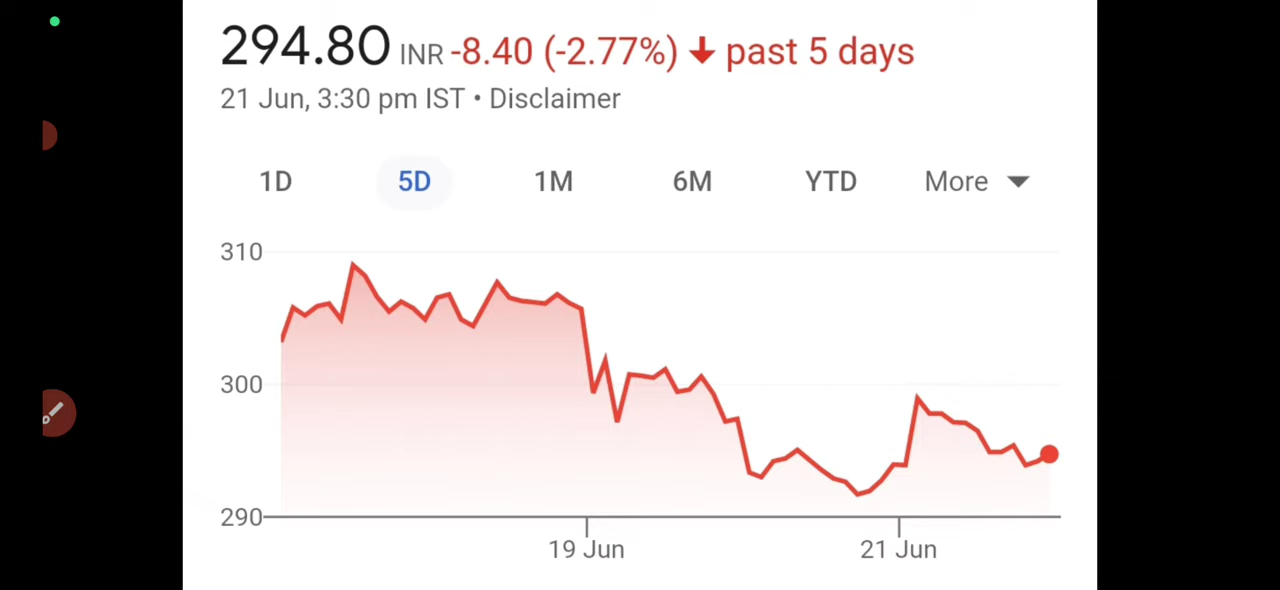 294.80 INR -8.40 (-2.77%) ↓ past 5 days
21 Jun, 3:30 pm IST • Disclaimer
1D 5D 1M 6M YTD More
310
300
290
19 Jun 21 Jun